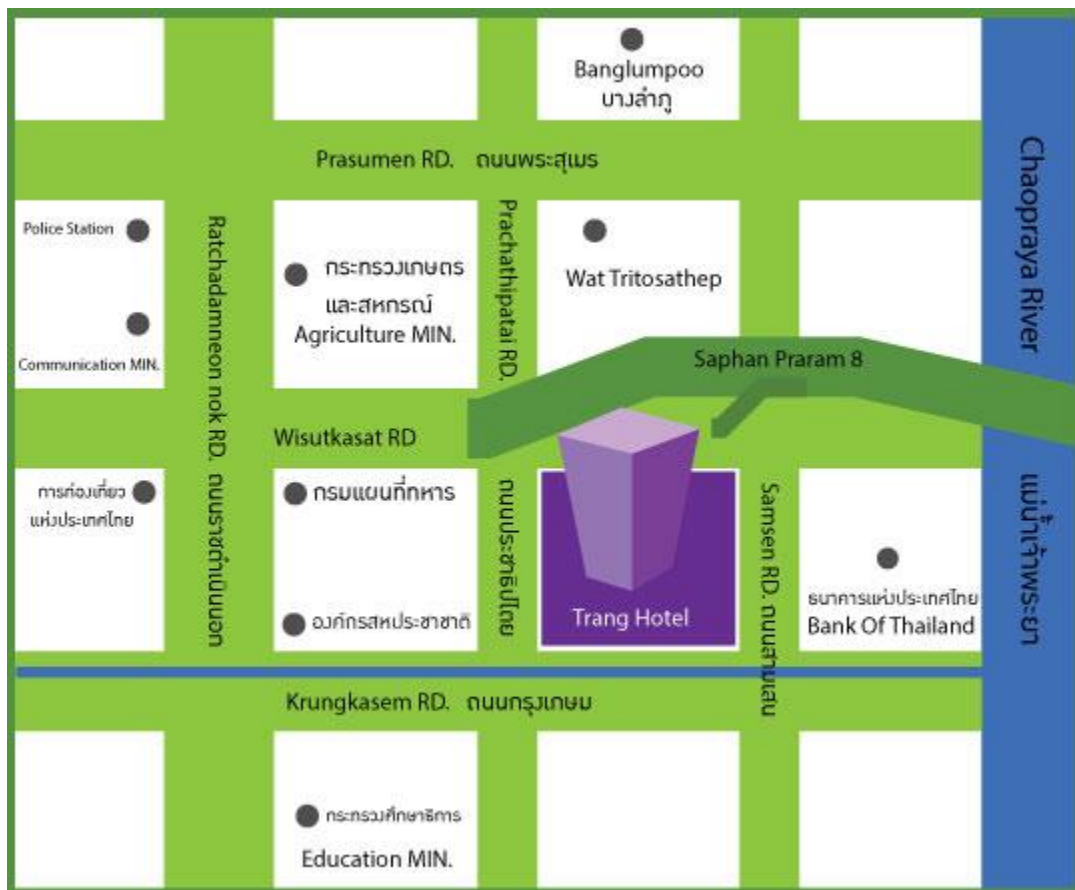 Banglumpoo
บางลำภู
Prasumen RD. ถนนพระสุเมร
Police Station
กระทรวงเกษตร
และสหกรณ์
Agriculture MIN.
Wat Tritosathep
Communication MIN.
Ratchadamneon nok RD. ถนนราชดำเนินนอก
Prachathipatai RD.
ถนนประชาธิปไตย
Chaopraya River
แม่น้ำเจ้าพระยา
Saphan Praram 8
Wisutkasat RD
การท่องเที่ยว
แห่งประเทศไทย
กรมแผนที่ทหาร
องค์กรสหประชาชาติ
Trang Hotel
Samsen RD. ถนนสามเสน
ธนาคารแห่งประเทศไทย
Bank Of Thailand
Krungkasem RD. ถนนกรุงเกษม
กระทรวงศึกษาธิการ
Education MIN.